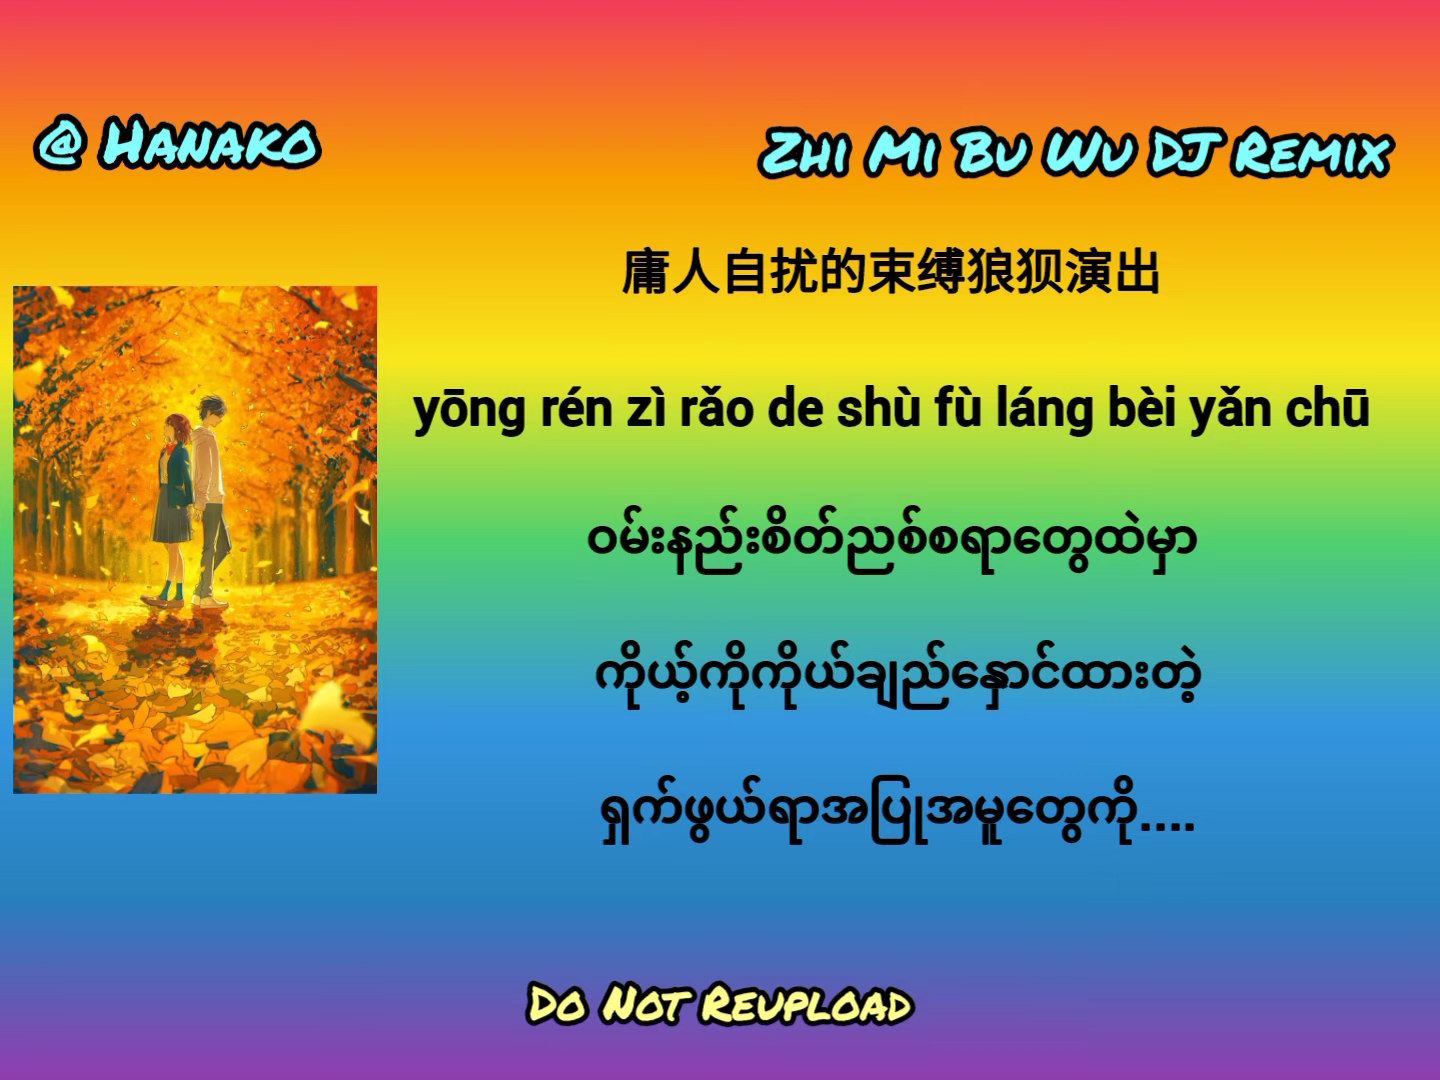 @ Hanako
Zhi Mi Bu Wu DJ Remix
庸人自扰的束缚狼狈演出
yōng rén zì rǎo de shù fù láng bèi yǎn chū
ဝမ်းနည်းစိတ်ညစ်စရာတွေထဲမှာ
ကိုယ့်ကိုကိုယ်ချည်နှောင်ထားတဲ့
ရှက်ဖွယ်ရာအပြုအမူတွေကို....
Do Not Reupload